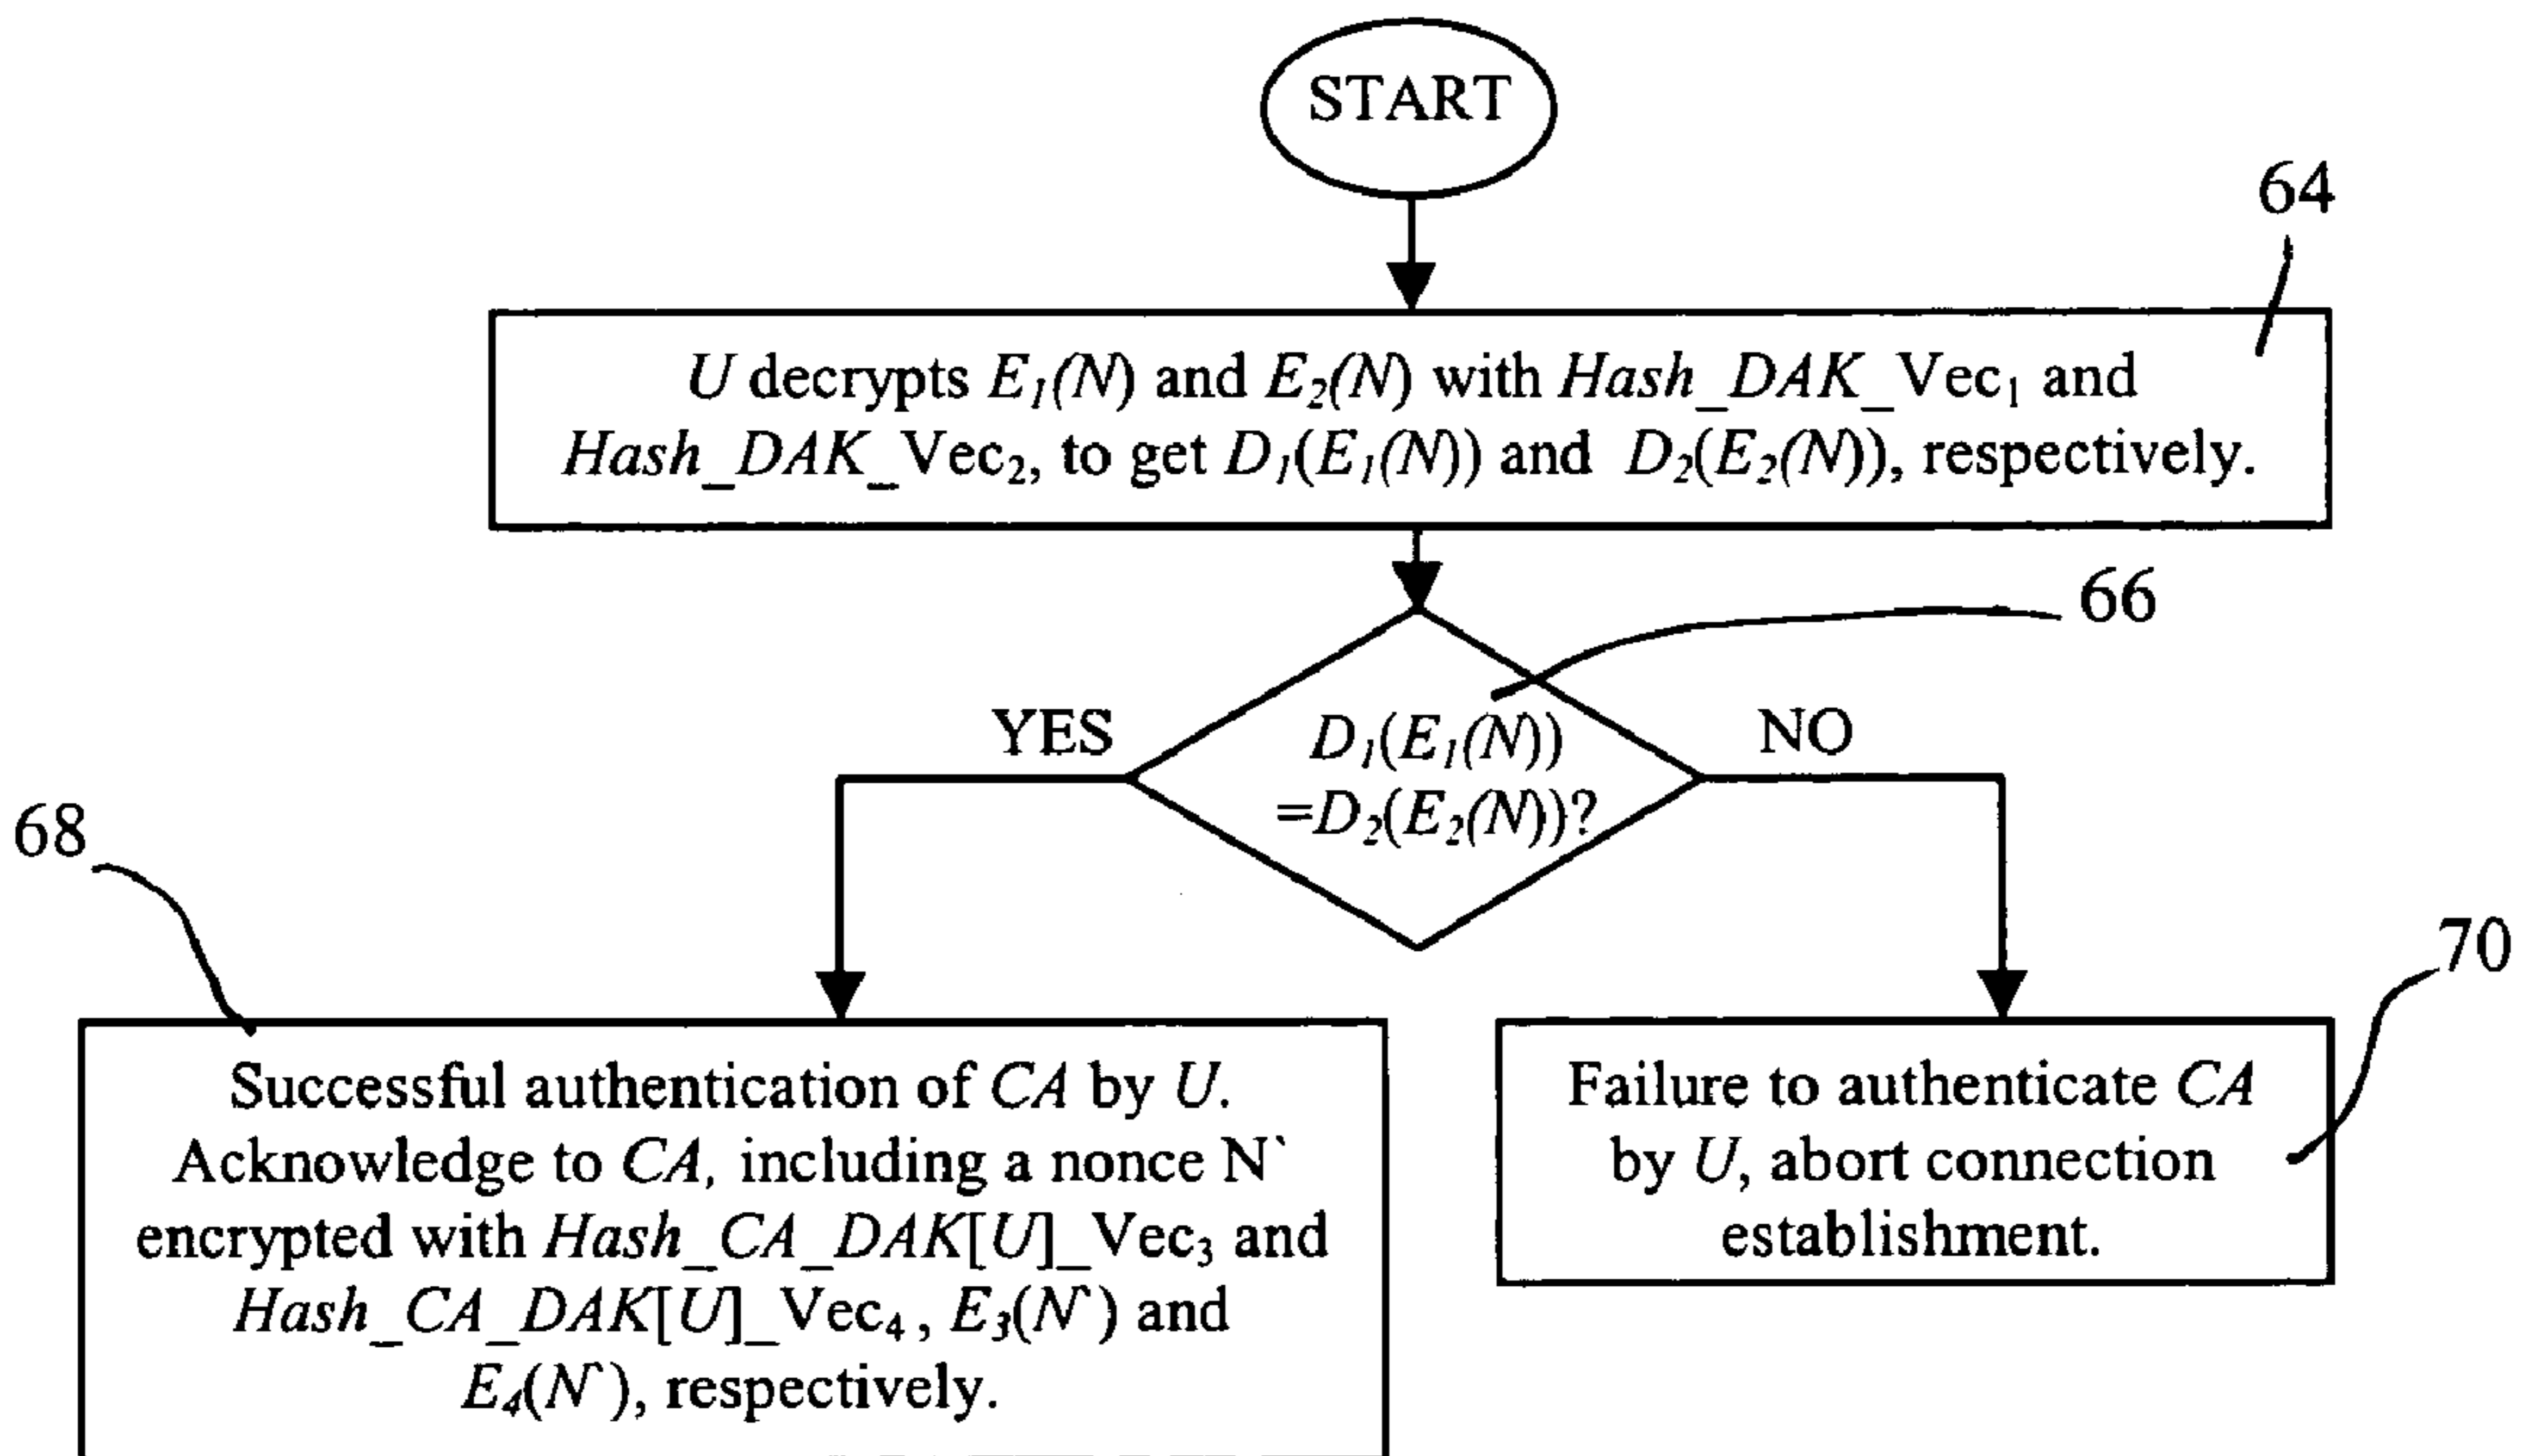 START
64
U decrypts E₁(N) and E₂(N) with Hash_DAK_Vec₁ and
Hash_DAK_Vec₂, to get D₁(E₁(N)) and D₂(E₂(N)), respectively.
66
YES
D₁(E₁(N))
=D₂(E₂(N))?
NO
68
70
Successful authentication of CA by U.
Acknowledge to CA, including a nonce N`
encrypted with Hash_CA_DAK[U]_Vec₃ and
Hash_CA_DAK[U]_Vec₄, E₃(N`) and
E₄(N`), respectively.
Failure to authenticate CA
by U, abort connection
establishment.